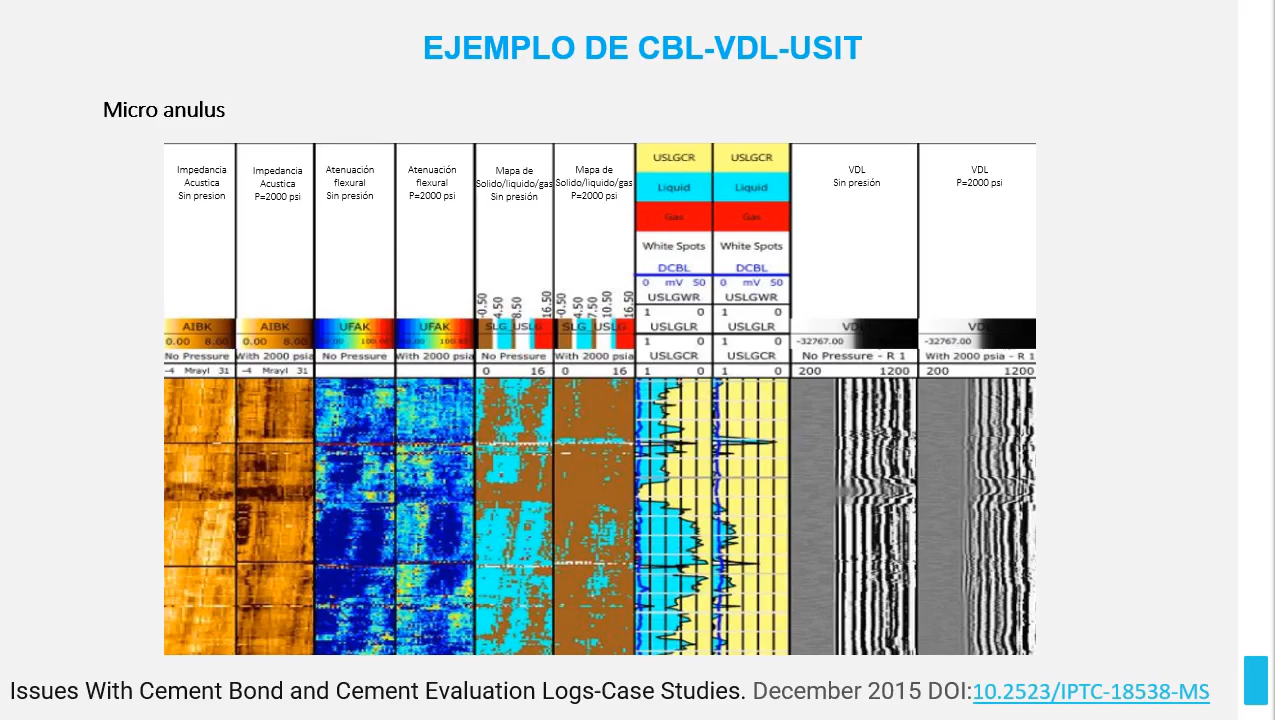 EJEMPLO DE CBL-VDL-USIT
Micro anulus
Impedancia
Acustica
Sin presion
Impedancia
Acustica
P=2000 psi
Atenuación
flexural
Sin presión
Atenuación
flexural
P=2000 psi
Mapa de
Solido/liquido/gas
Sin presión
Mapa de
Solido/liquido/gas
P=2000 psi
USLGCR
Liquid
Gas
White Spots
DCBL
0 mV 50
USLGWR
1 0
USLGLR
1 0
USLGCR
1 0
USLGCR
Liquid
Gas
White Spots
DCBL
0 mV 50
USLGWR
1 0
USLGLR
1 0
USLGCR
1 0
VDL
Sin presión
VDL
P=2000 psi
-0.50 4.50 8.50 16.50
-0.50 4.50 7.50 10.50 16.50
AIBK
0.00 8.00
No Pressure
-4 Mrayl 31
AIBK
0.00 8.00
With 2000 psia
-4 Mrayl 31
UFAK
No Pressure
UFAK
With 2000 psia
SLG USLG
No Pressure
0 16
SLG USLG
With 2000 psia
0 16
VD
-32767.00
No Pressure - R 1
200 1200
VD
-32767.00
With 2000 psia - R 1
200 1200
Issues With Cement Bond and Cement Evaluation Logs-Case Studies. December 2015 DOI:10.2523/IPTC-18538-MS